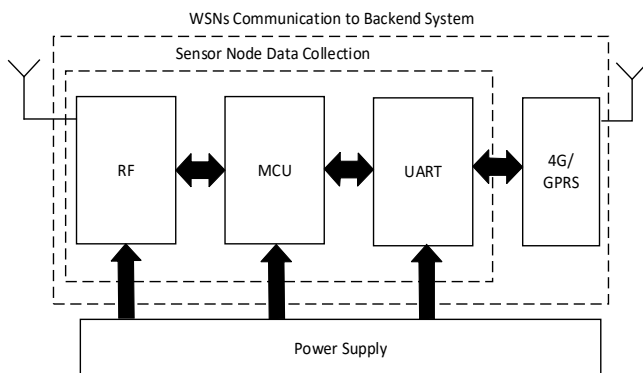 WSNs Communication to Backend System
Sensor Node Data Collection
RF
MCU
UART
4G/
GPRS
Power Supply